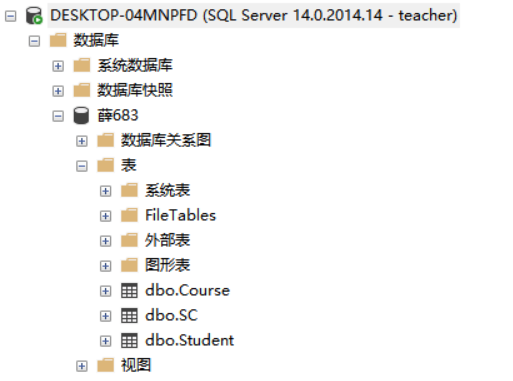 DESKTOP-04MNPFD (SQL Server 14.0.2014.14 - teacher)
数据库
系统数据库
数据库快照
薛683
数据库关系图
表
系统表
FileTables
外部表
图形表
dbo.Course
dbo.SC
dbo.Student
视图